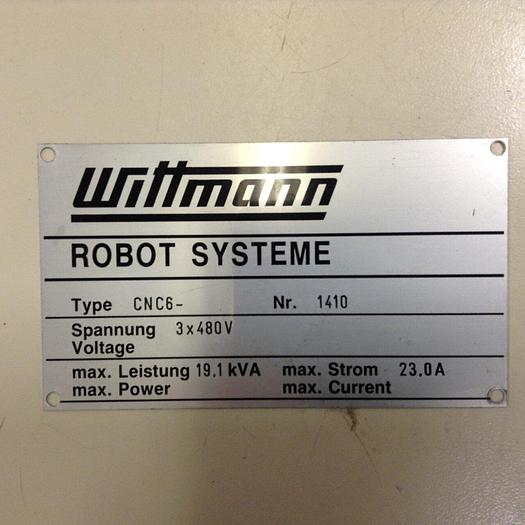 Wittmann
ROBOT SYSTEME
Type CNC6- Nr. 1410
Spannung 3x480V
Voltage
max. Leistung 19,1 kVA max. Strom 23.0A
max. Power max. Current